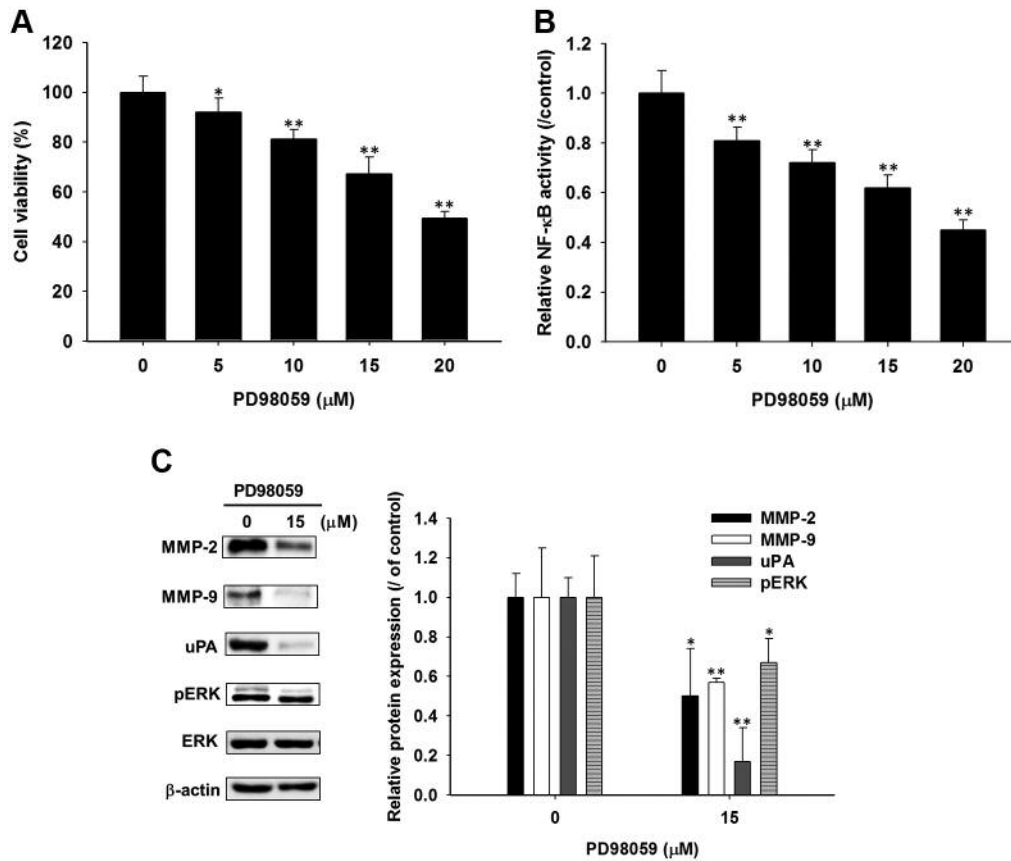 A
B
120
100
80
60
40
20
0
Cell viability (%)
*
**
**
**
0 5 10 15 20
PD98059 (μM)
1.2
1.0
0.8
0.6
0.4
0.2
0.0
Relative NF-κB activity (/control)
**
**
**
**
0 5 10 15 20
PD98059 (μM)
C
PD98059
0 15 (μM)
MMP-2
MMP-9
uPA
pERK
ERK
β-actin
1.4
1.2
1.0
0.8
0.6
0.4
0.2
0.0
Relative protein expression (/ of control)
MMP-2
MMP-9
uPA
pERK
*
**
**
*
0 15
PD98059 (μM)